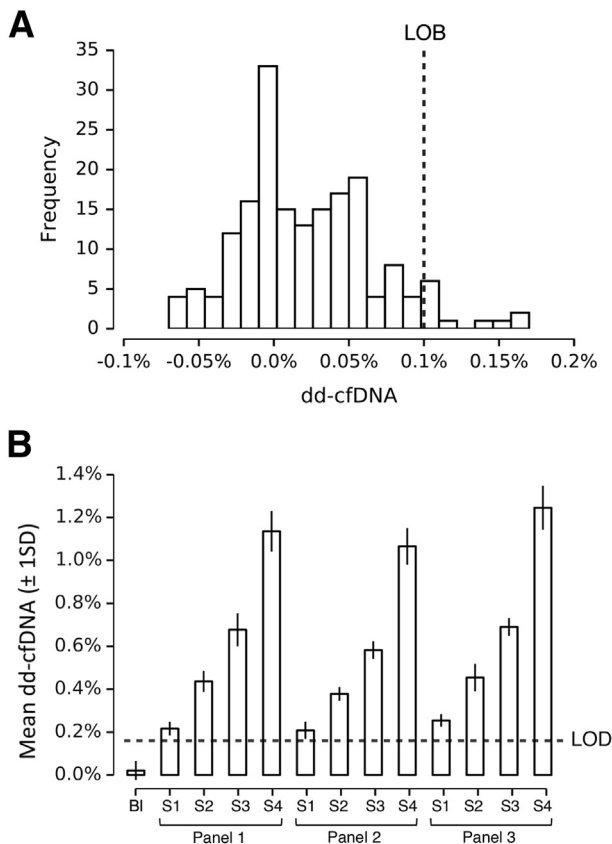 A
LOB
35
30
25
20
15
10
5
0
Frequency
-0.1% -0.05% 0.0% 0.05% 0.1% 0.15% 0.2%
dd-cfDNA
B
1.4%
1.2%
1.0%
0.8%
0.6%
0.4%
0.2%
0.0%
Mean dd-cfDNA (± 1SD)
LOD
Bl S1 S2 S3 S4 S1 S2 S3 S4 S1 S2 S3 S4
Panel 1 Panel 2 Panel 3